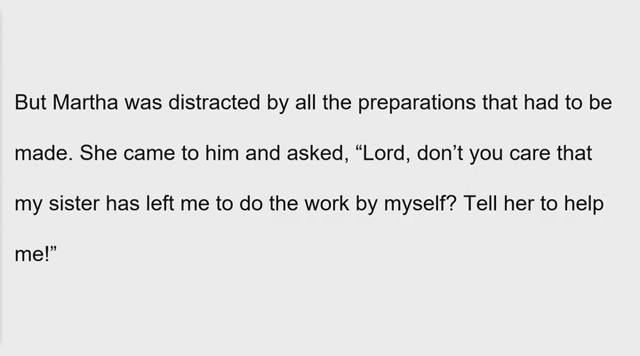 But Martha was distracted by all the preparations that had to be
made. She came to him and asked, “Lord, don’t you care that
my sister has left me to do the work by myself? Tell her to help
me!”